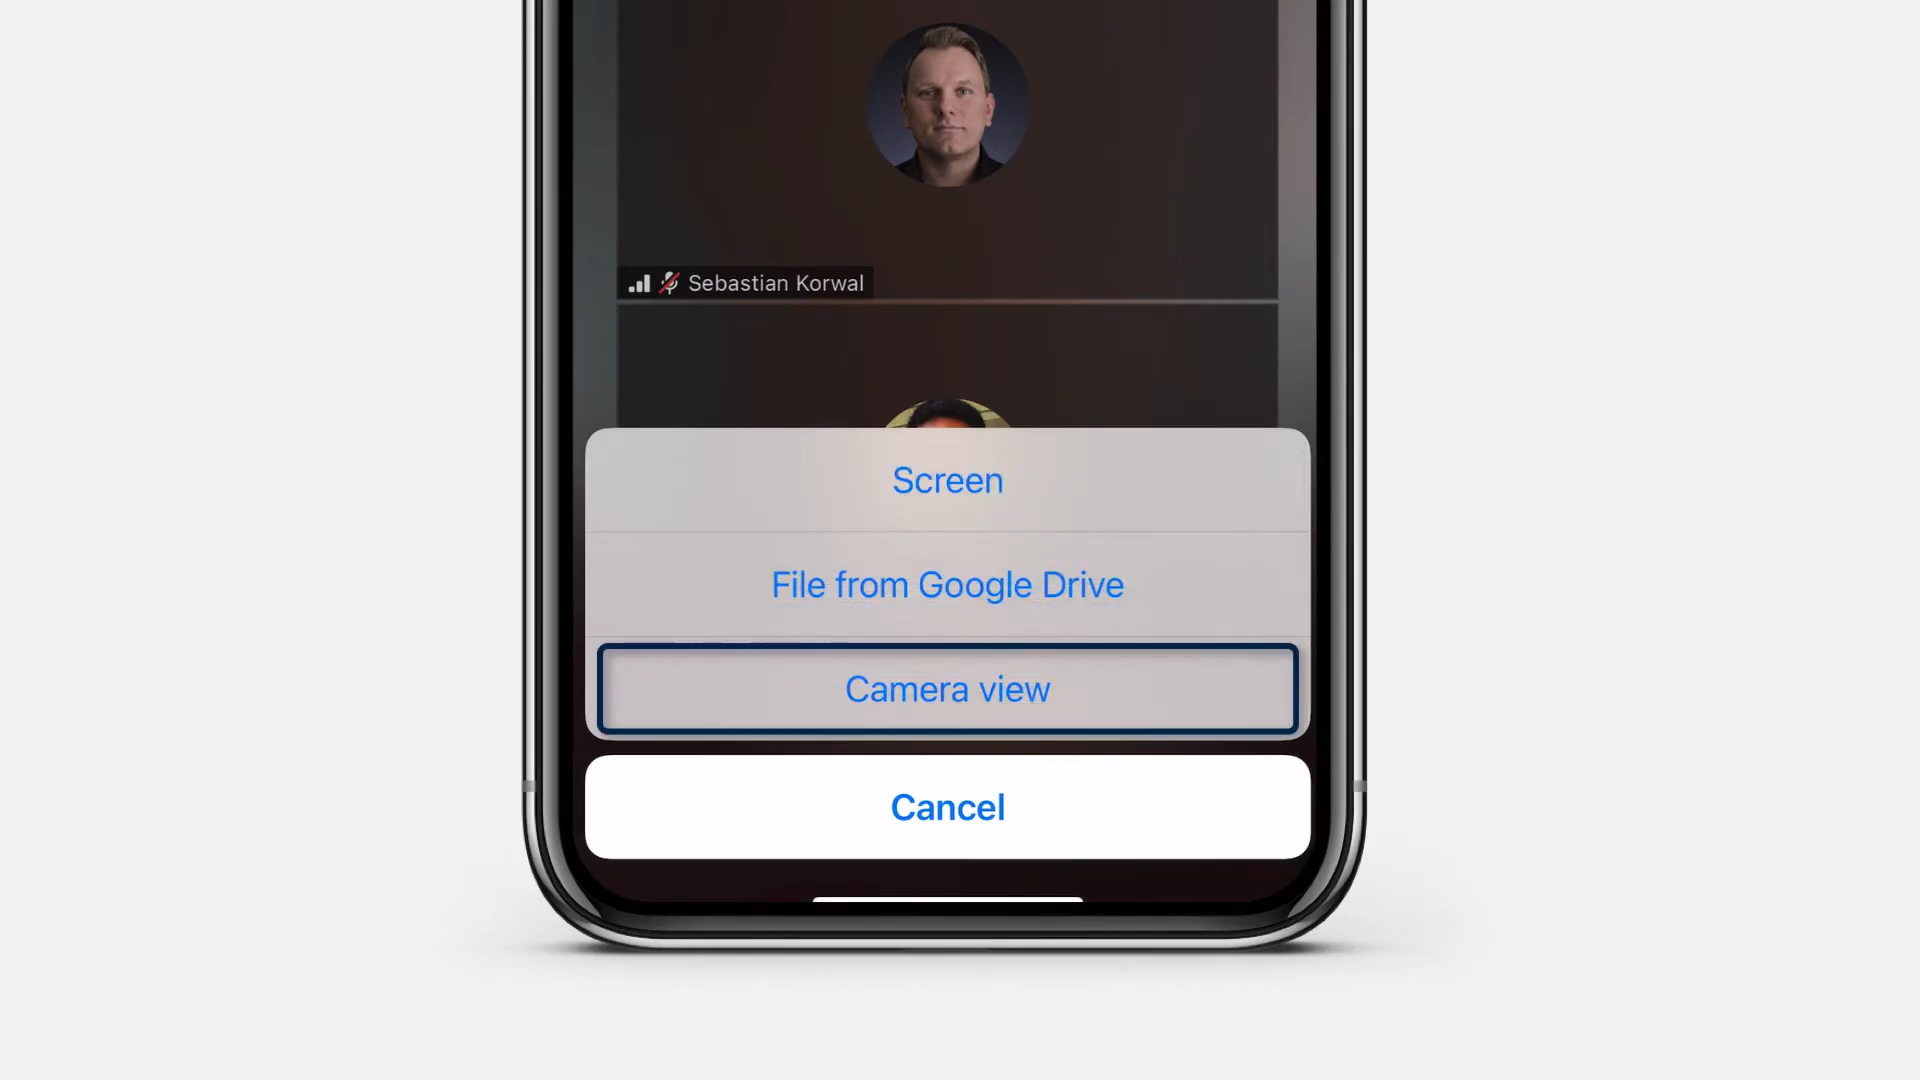 Sebastian Korwal
Screen
File from Google Drive
Camera view
Cancel